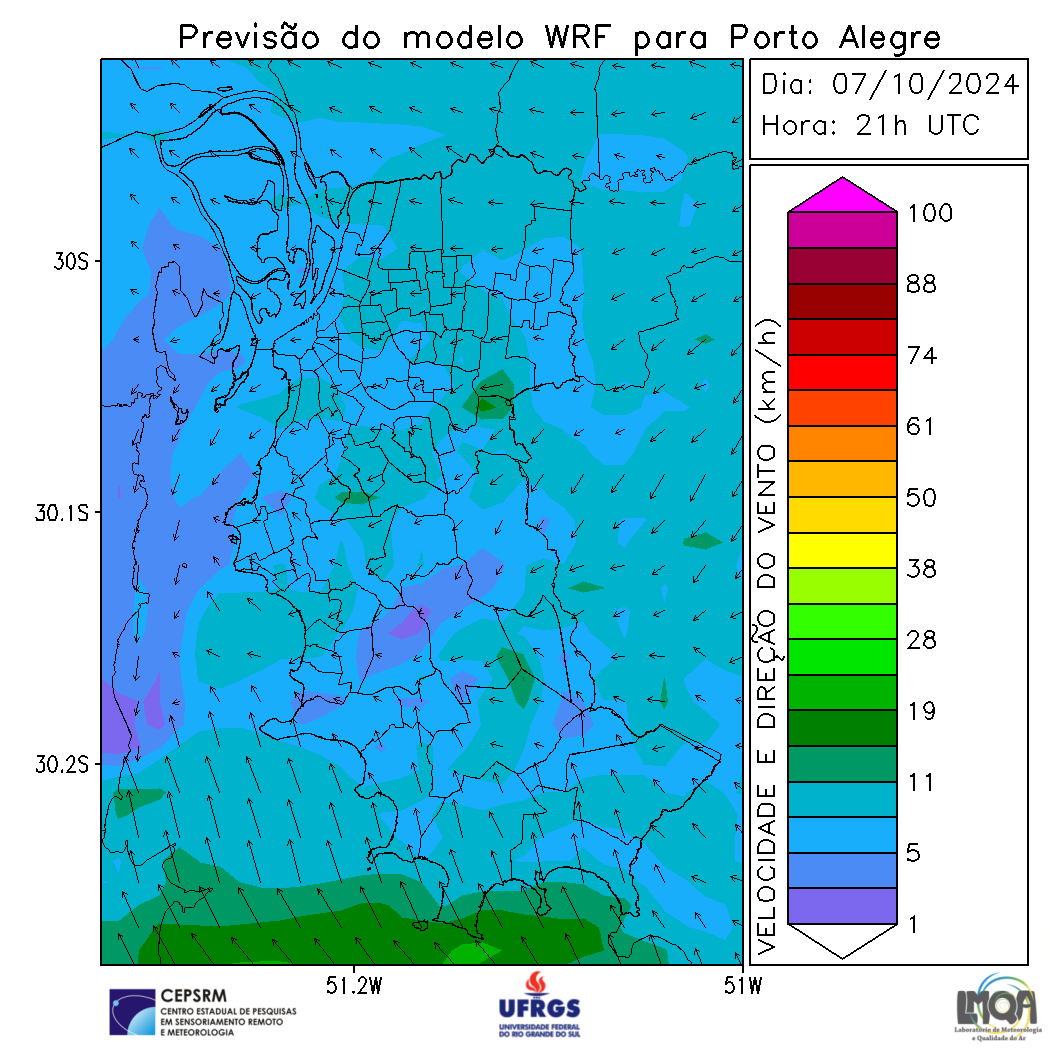 Previsão do modelo WRF para Porto Alegre
Dia: 07/10/2024
Hora: 21h UTC
30S
30.1S
30.2S
51.2W
51W
VELOCIDADE E DIREÇÃO DO VENTO (km/h)
100
88
74
61
50
38
28
19
11
5
1
CEPSRM
CENTRO ESTADUAL DE PESQUISAS
EM SENSORIAMENTO REMOTO
E METEOROLOGIA
UFRGS
UNIVERSIDADE FEDERAL
DO RIO GRANDE DO SUL
LMQA
Laboratório de Meteorologia
e Qualidade do Ar